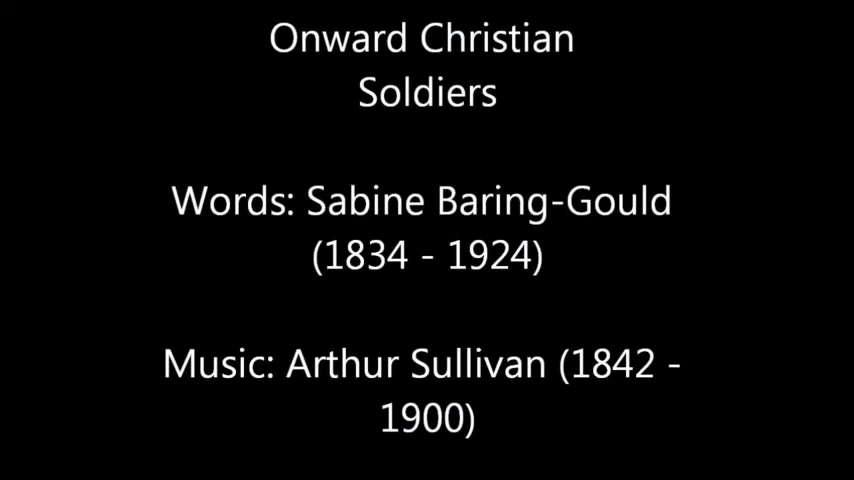 Onward Christian
Soldiers
Words: Sabine Baring-Gould
(1834 - 1924)
Music: Arthur Sullivan (1842 -
1900)